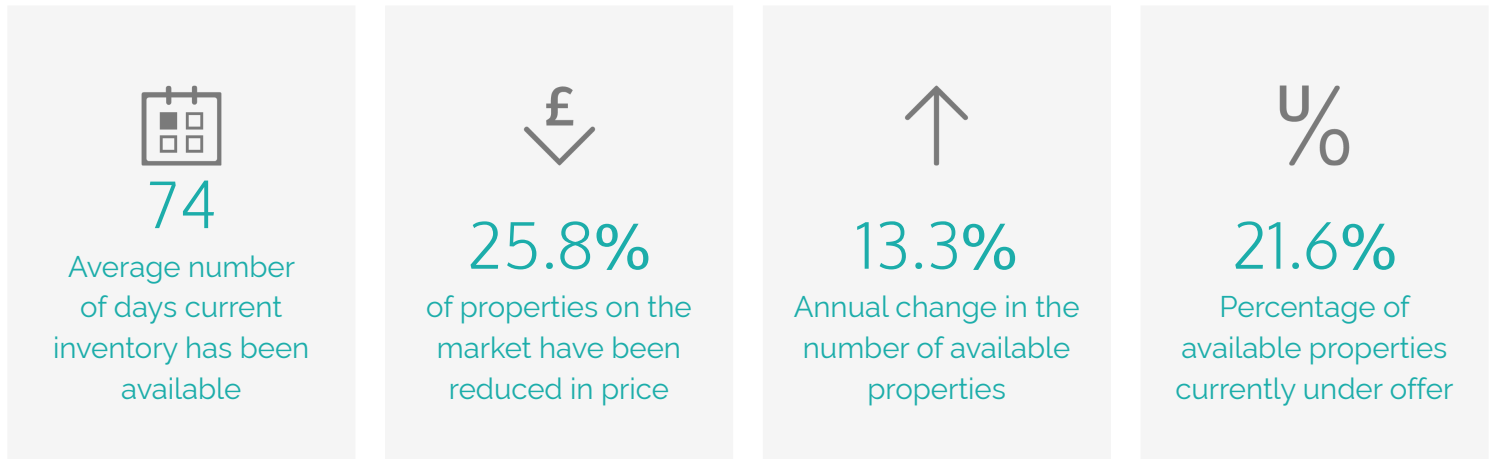 74
Average number
of days current
inventory has been
available
£
25.8%
of properties on the
market have been
reduced in price
13.3%
Annual change in the
number of available
properties
U%
21.6%
Percentage of
available properties
currently under offer